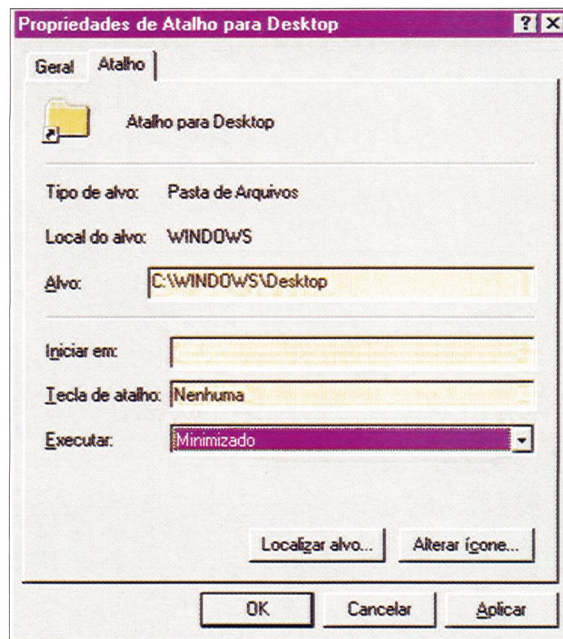 Propriedades de Atalho para Desktop
Geral Atalho
Atalho para Desktop
Tipo de alvo: Pasta de Arquivos
Local do alvo: WINDOWS
Alvo: C:\WINDOWS\Desktop
Iniciar em:
Tecla de atalho: Nenhuma
Executar: Minimizado
Localizar alvo... Alterar ícone...
OK Cancelar Aplicar